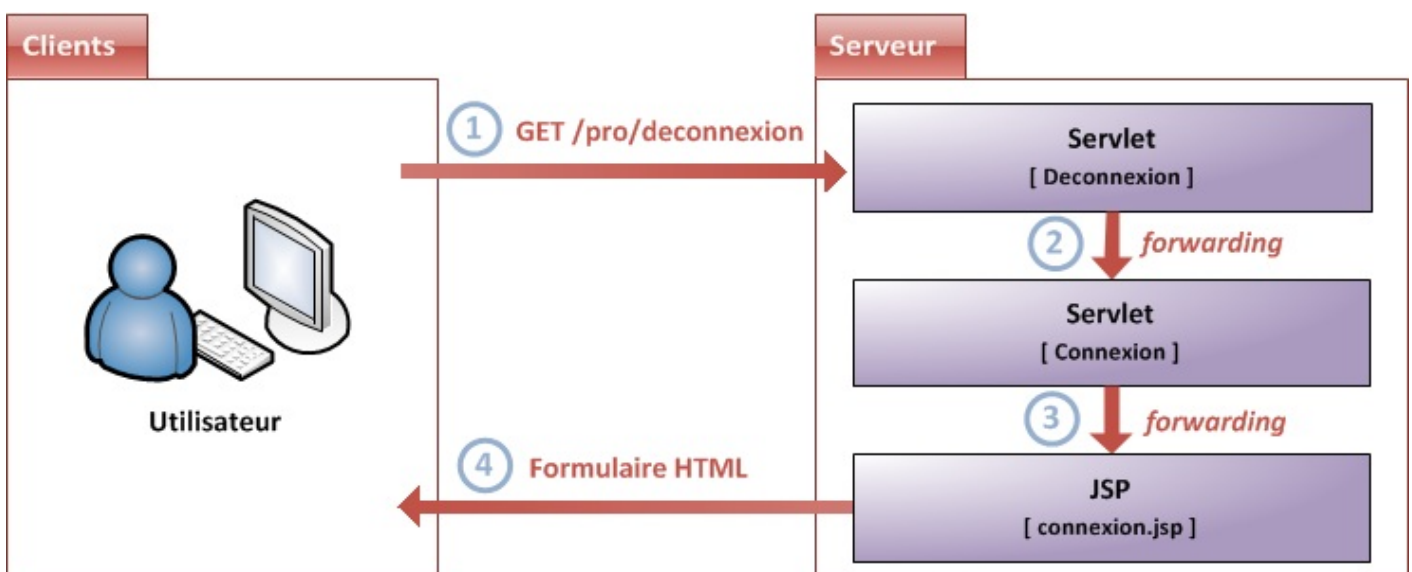 Clients
Serveur
1 GET /pro/deconnexion
Servlet
[ Deconnexion ]
2 forwarding
Servlet
[ Connexion ]
Utilisateur
3 forwarding
4 Formulaire HTML
JSP
[ connexion.jsp ]